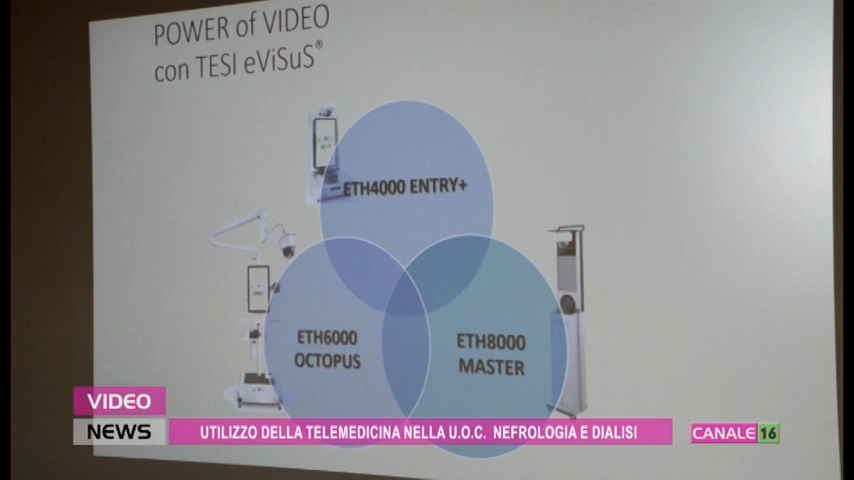 POWER of VIDEO
con TESI eViSuS®
ETH4000 ENTRY+
ETH6000
OCTOPUS
ETH8000
MASTER
VIDEO
NEWS
UTILIZZO DELLA TELEMEDICINA NELLA U.O.C. NEFROLOGIA E DIALISI
CANALE 16